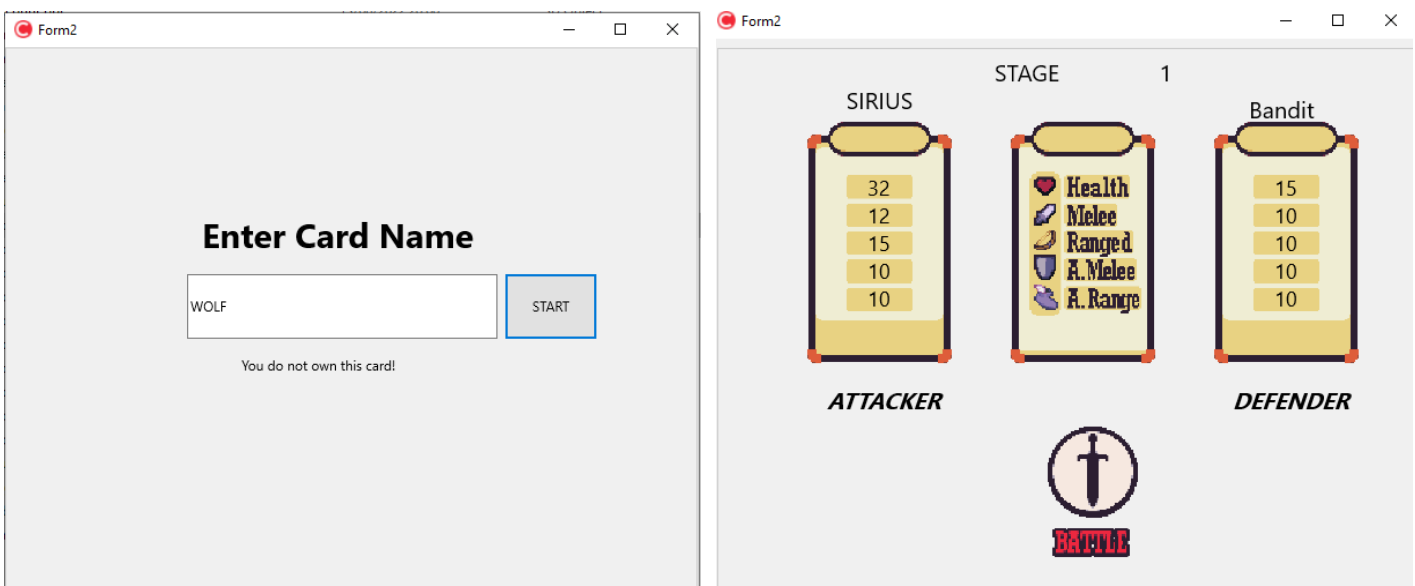 Form2
Enter Card Name
WOLF
START
You do not own this card!
Form2
STAGE 1
SIRIUS
Bandit
32 Health 15
12 Melee 10
15 Ranged 10
10 A.Melee 10
10 A.Range 10
ATTACKER
DEFENDER
BATTLE